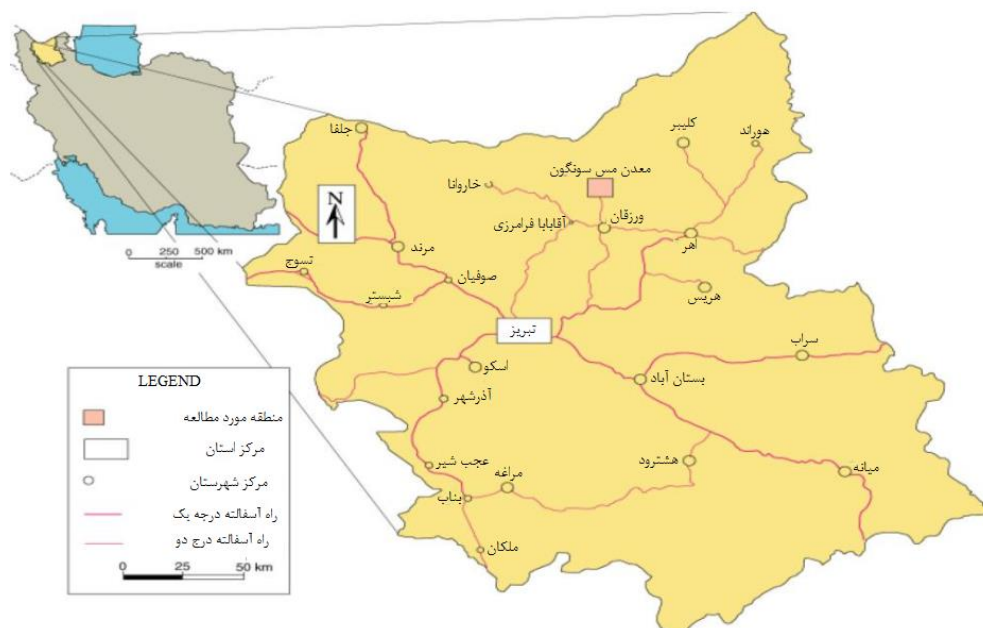 0 250 500 km
scale
جلفا
کلیبر
هوراند
معدن مس سونگون
خاروانا
N
آقابابا فرامرزی
ورزقان
اهر
مرند
تسوج
صوفیان
شبستر
هریس
تبریز
سراب
اسکو
بستان آباد
آذرشهر
عجب شیر
مراغه
هشترود
میانه
بناب
ملکان
LEGEND
منطقه مورد مطالعه
مرکز استان
مرکز شهرستان
راه آسفالته درجه یک
راه آسفالته درج دو
0 25 50 km